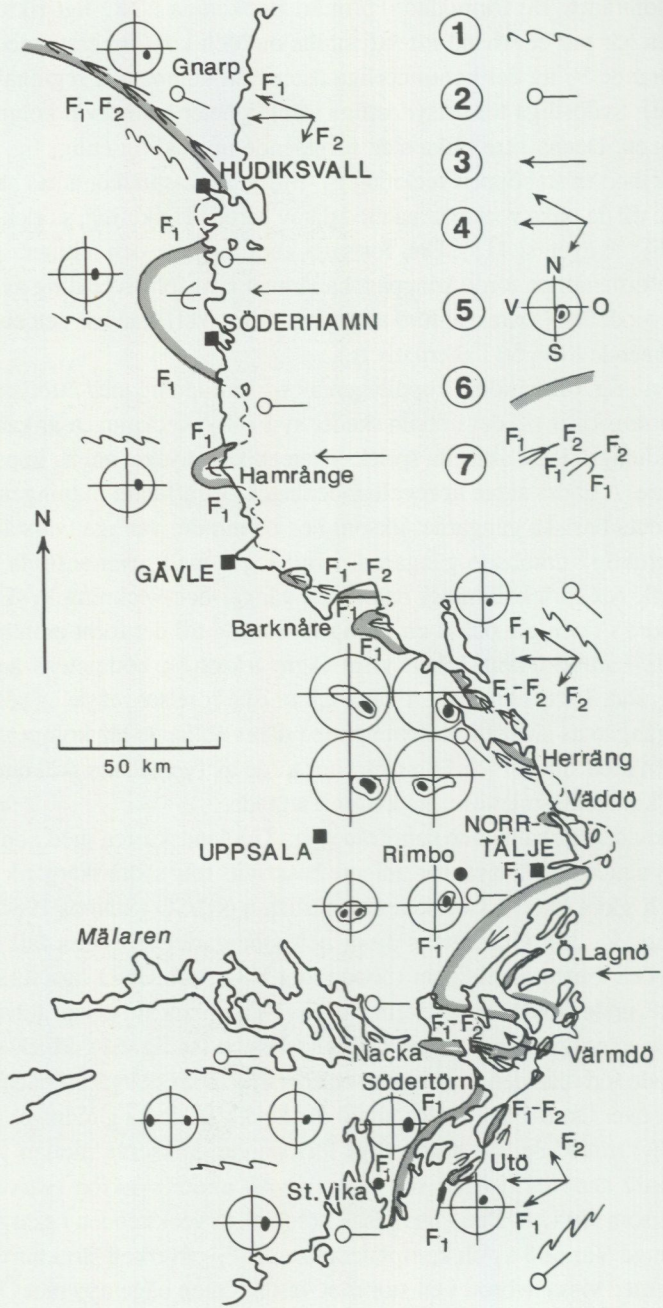 Gnarp
F₁
F₁-F₂
F₂
HUDIKSVALL
F₁
SÖDERHAMN
F₁
F₁
Hamrånge
F₁
N
GÄVLE
F₁-F₂
Barknåre
F₁
F₁
F₁
F₂
F₁-F₂
50 km
Herräng
Väddö
NORR-
TÄLJE
UPPSALA
Rimbo
F₁
F₁
Mälaren
Ö.Lagnö
F₁-F₂
Nacka
Värmdö
Södertörn
F₁
F₁-F₂
F₂
F₁
Utö
St.Vika
F₁
F₁
1
2
3
4
5
N
V O
S
6
7
F₁ F₂ F₂
F₁ F₁